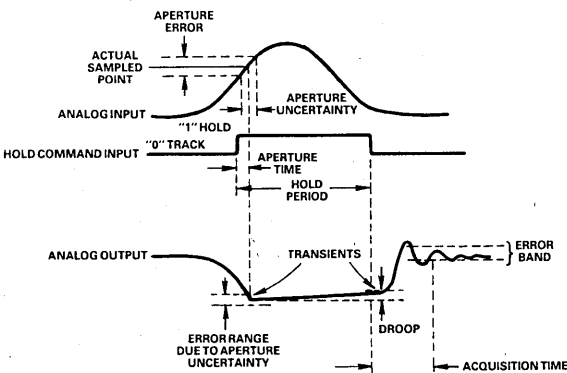 APERTURE
ERROR
ACTUAL
SAMPLED
POINT
ANALOG INPUT
APERTURE
UNCERTAINTY
"1" HOLD
"0" TRACK
HOLD COMMAND INPUT
APERTURE
TIME
HOLD
PERIOD
ANALOG OUTPUT
TRANSIENTS
ERROR
BAND
DROOP
ERROR RANGE
DUE TO APERTURE
UNCERTAINTY
ACQUISITION TIME